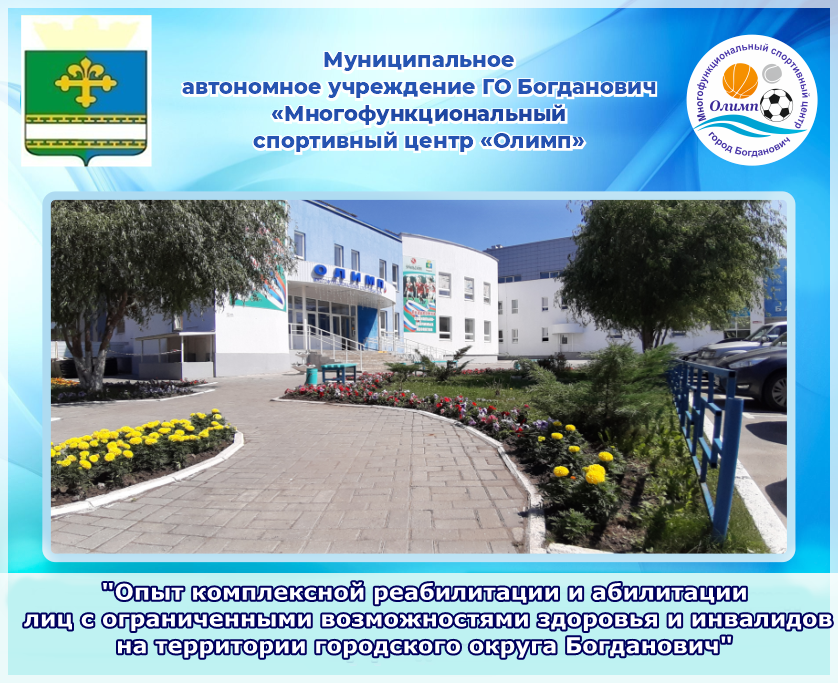 Муниципальное
автономное учреждение ГО Богданович
«Многофункциональный
спортивный центр «Олимп»
Многофункциональный спортивный центр
Олимп
город Богданович
ОЛИМП
"Опыт комплексной реабилитации и абилитации
лиц с ограниченными возможностями здоровья и инвалидов
на территории городского округа Богданович"